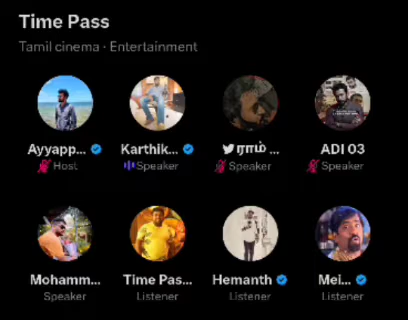 Time Pass
Tamil cinema · Entertainment
Ayyapp... Karthik... ராம் ... ADI 03
Host Speaker Speaker Speaker
Mohamm... Time Pas... Hemanth Mei...
Speaker Listener Listener Listener